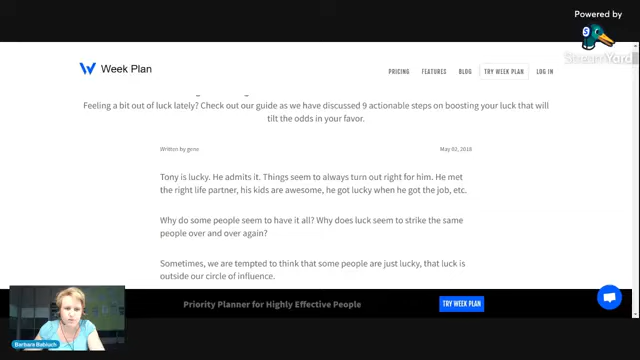 Powered by
StreamYard
Week Plan
PRICING FEATURES BLOG TRY WEEK PLAN LOG IN
Feeling a bit out of luck lately? Check out our guide as we have discussed 9 actionable steps on boosting your luck that will
tilt the odds in your favor.
Written by gene May 02, 2018
Tony is lucky. He admits it. Things seem to always turn out right for him. He met
the right life partner, his kids are awesome, he got lucky when he got the job, etc.
Why do some people seem to have it all? Why does luck seem to strike the same
people over and over again?
Sometimes, we are tempted to think that some people are just lucky, that luck is
outside our circle of influence.
Priority Planner for Highly Effective People TRY WEEK PLAN